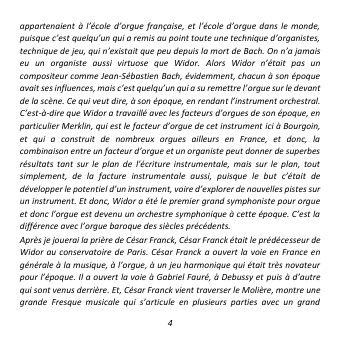 appartenaient à l'école d'orgue française, et l'école d'orgue dans le monde,
puisque c'est quelqu'un qui a remis au point toute une technique d'organistes,
technique de jeu, qui n'existait que peu depuis la mort de Bach. On n'a jamais
eu un organiste aussi virtuose que Widor. Alors Widor n'était pas un
compositeur comme Jean-Sébastien Bach, évidemment, chacun à son époque
avait ses influences, mais c'est quelqu'un qui a su remettre l'orgue sur le devant
de la scène. Ce qui veut dire, à son époque, en rendant l'instrument orchestral.
C'est-à-dire que Widor a travaillé avec les facteurs d'orgues de son époque, en
particulier Merklin, qui est le facteur d'orgue de cet instrument ici à Bourgoin,
et qui a construit de nombreux orgues ailleurs en France, et donc, la
combinaison entre un facteur d'orgue et un organiste peut donner de superbes
résultats tant sur le plan de l'écriture instrumentale, mais sur le plan, tout
simplement, de la facture instrumentale aussi, puisque le but c'était de
développer le potentiel d'un instrument, voire d'explorer de nouvelles pistes sur
un instrument. Et donc, Widor a été le premier grand symphoniste pour orgue
et donc l'orgue est devenu un orchestre symphonique à cette époque. C'est la
différence avec l'orgue baroque des siècles précédents.
Après je jouerai la prière de César Franck, César Franck était le prédécesseur de
Widor au conservatoire de Paris. César Franck a ouvert la voie en France en
générale à la musique, à l'orgue, à un jeu harmonique qui était très novateur
pour l'époque. Il a ouvert la voie à Gabriel Fauré, à Debussy et puis à d'autre
qui sont venus derrière. Et, César Franck vient traverser le Molière, montre une
grande Fresque musicale qui s'articule en plusieurs parties avec un grand
4